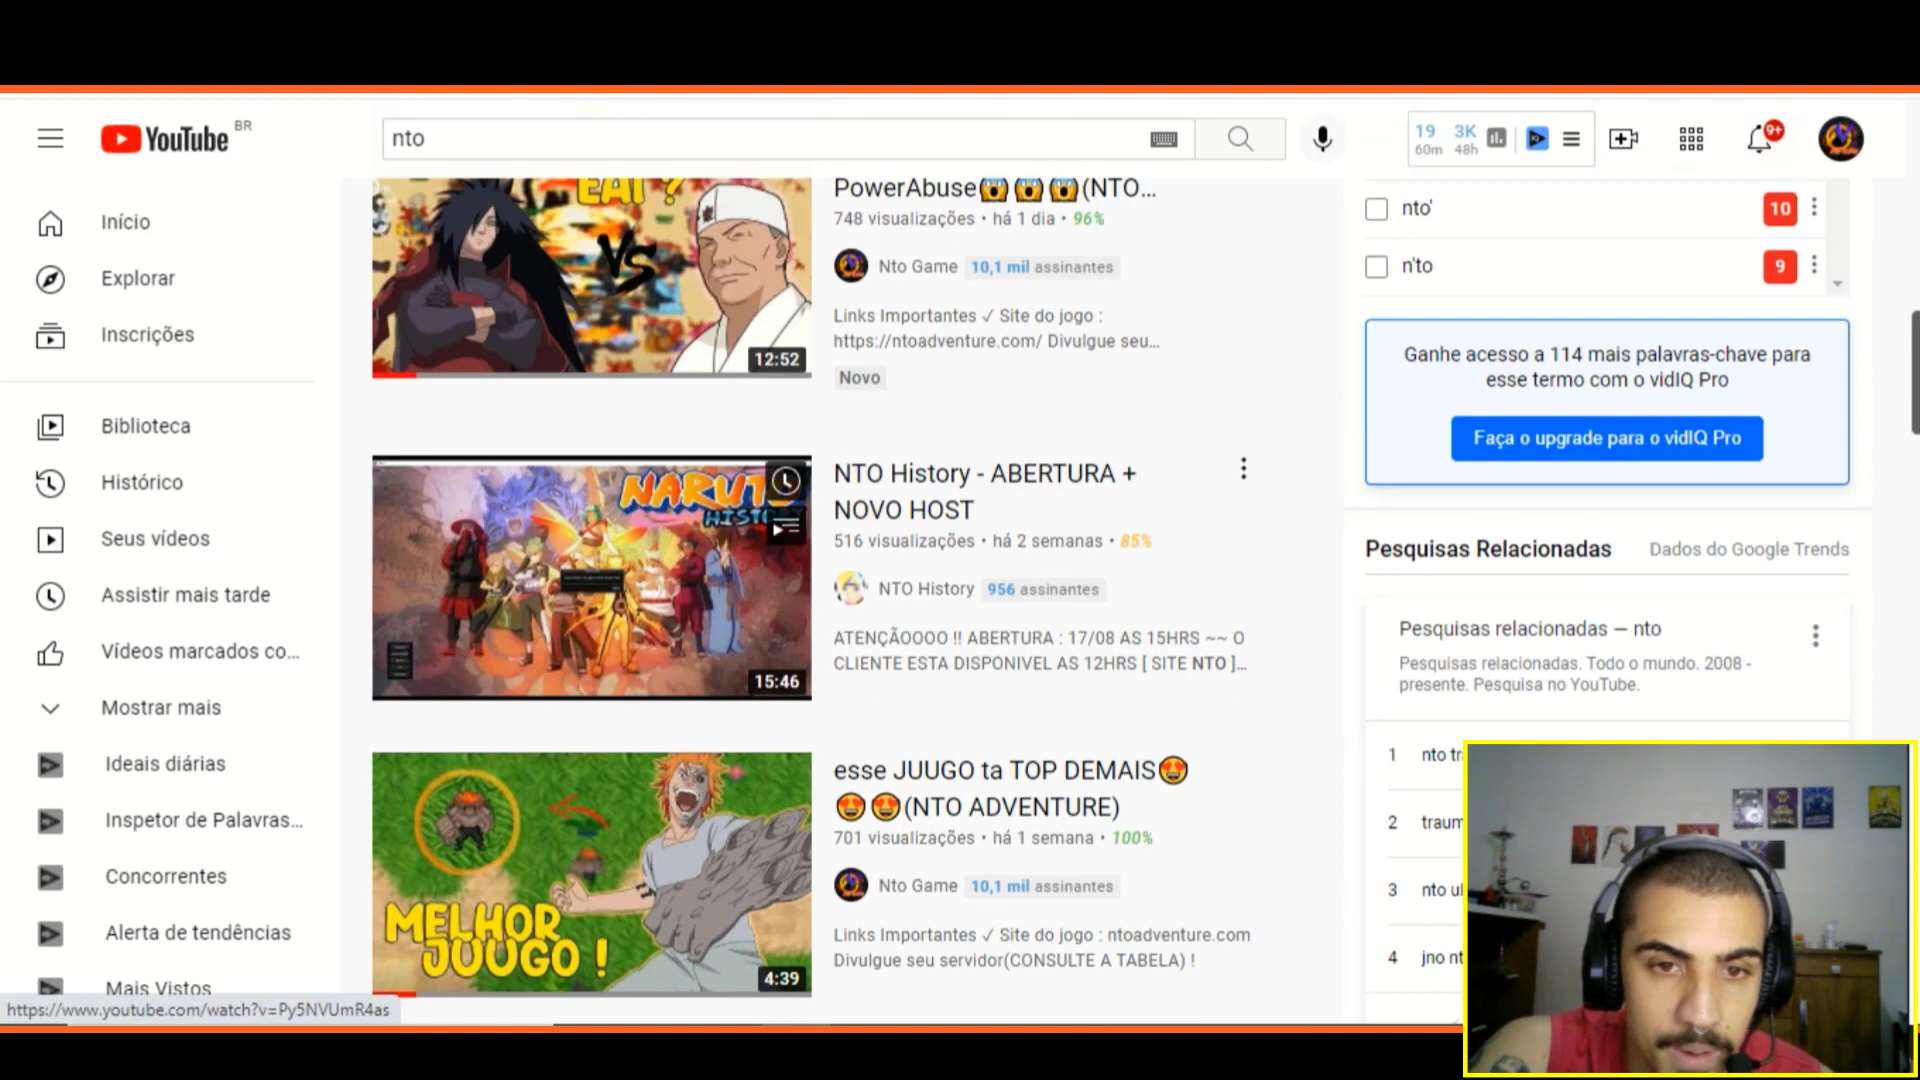 YouTube BR
nto
19 3K
60m 48h
9+
Início
Explorar
Inscrições
Biblioteca
Histórico
Seus vídeos
Assistir mais tarde
Vídeos marcados co...
Mostrar mais
Ideais diárias
Inspetor de Palavras...
Concorrentes
Alerta de tendências
Mais Vistos
https://www.youtube.com/watch?v=Py5NVUmR4as
EAI ?
VS
12:52
PowerAbuse😱😱😱(NTO...
748 visualizações • há 1 dia • 96%
Nto Game 10,1 mil assinantes
Links Importantes ✓ Site do jogo :
https://ntoadventure.com/ Divulgue seu...
Novo
NARUTO
HISTO
15:46
NTO History - ABERTURA +
NOVO HOST
516 visualizações • há 2 semanas • 85%
NTO History 956 assinantes
ATENÇÃOOOO !! ABERTURA : 17/08 AS 15HRS ~~ O
CLIENTE ESTA DISPONIVEL AS 12HRS [ SITE NTO ]...
MELHOR
JUUGO !
4:39
esse JUUGO ta TOP DEMAIS😍
😍😍(NTO ADVENTURE)
701 visualizações • há 1 semana • 100%
Nto Game 10,1 mil assinantes
Links Importantes ✓ Site do jogo : ntoadventure.com
Divulgue seu servidor(CONSULTE A TABELA) !
nto' 10
n'to 9
Ganhe acesso a 114 mais palavras-chave para
esse termo com o vidIQ Pro
Faça o upgrade para o vidIQ Pro
Pesquisas Relacionadas Dados do Google Trends
Pesquisas relacionadas — nto
Pesquisas relacionadas. Todo o mundo. 2008 -
presente. Pesquisa no YouTube.
1 nto tr
2 traum
3 nto ul
4 jno nt